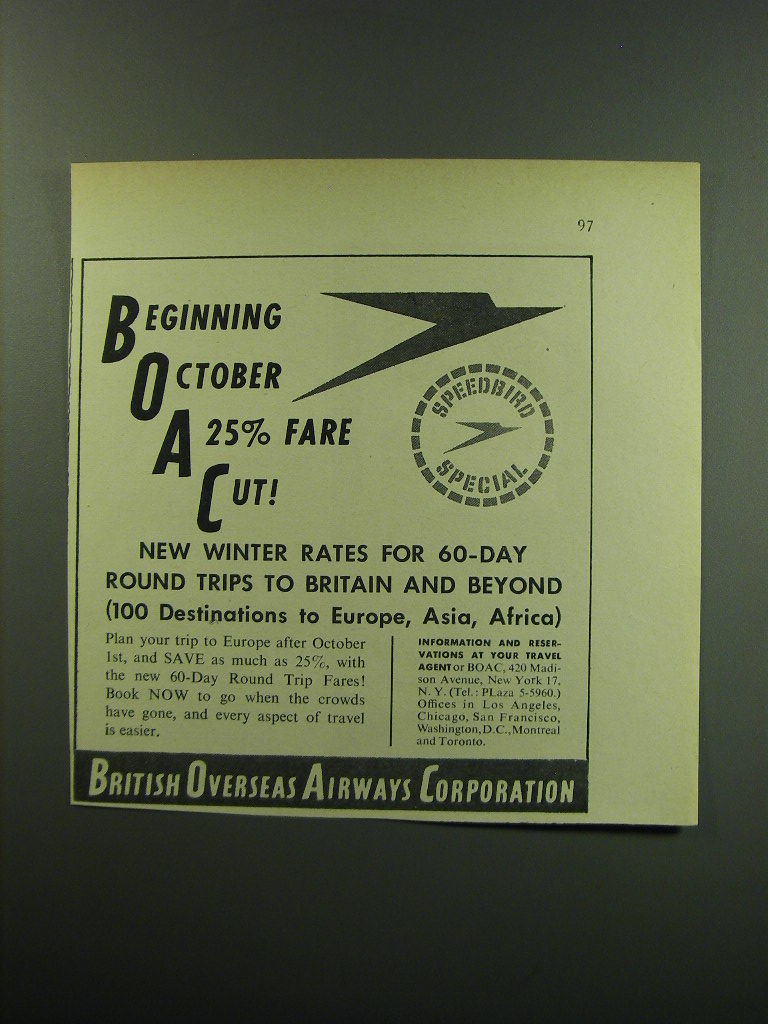 97
BEGINNING
OCTOBER
25% FARE
CUT!
SPEEDBIRD
SPECIAL
NEW WINTER RATES FOR 60-DAY
ROUND TRIPS TO BRITAIN AND BEYOND
(100 Destinations to Europe, Asia, Africa)
Plan your trip to Europe after October
1st, and SAVE as much as 25%, with
the new 60-Day Round Trip Fares!
Book NOW to go when the crowds
have gone, and every aspect of travel
is easier.
INFORMATION AND RESER-
VATIONS AT YOUR TRAVEL
AGENT or BOAC, 420 Madi-
son Avenue, New York 17,
N. Y. (Tel.: PLaza 5-5960.)
Offices in Los Angeles,
Chicago, San Francisco,
Washington, D.C., Montreal
and Toronto.
BRITISH OVERSEAS AIRWAYS CORPORATION